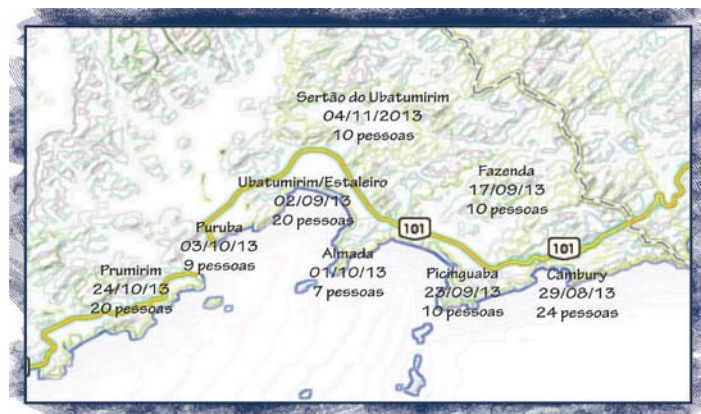 Sertão do Ubatumirim
04/11/2013
10 pessoas
Fazenda
17/09/13
10 pessoas
Ubatumirim/Estaleiro
02/09/13
20 pessoas
101
101
Puruba
03/10/13
9 pessoas
Almada
01/10/13
7 pessoas
Prumirim
24/10/13
20 pessoas
Picinguaba
23/09/13
10 pessoas
Cambury
29/08/13
24 pessoas